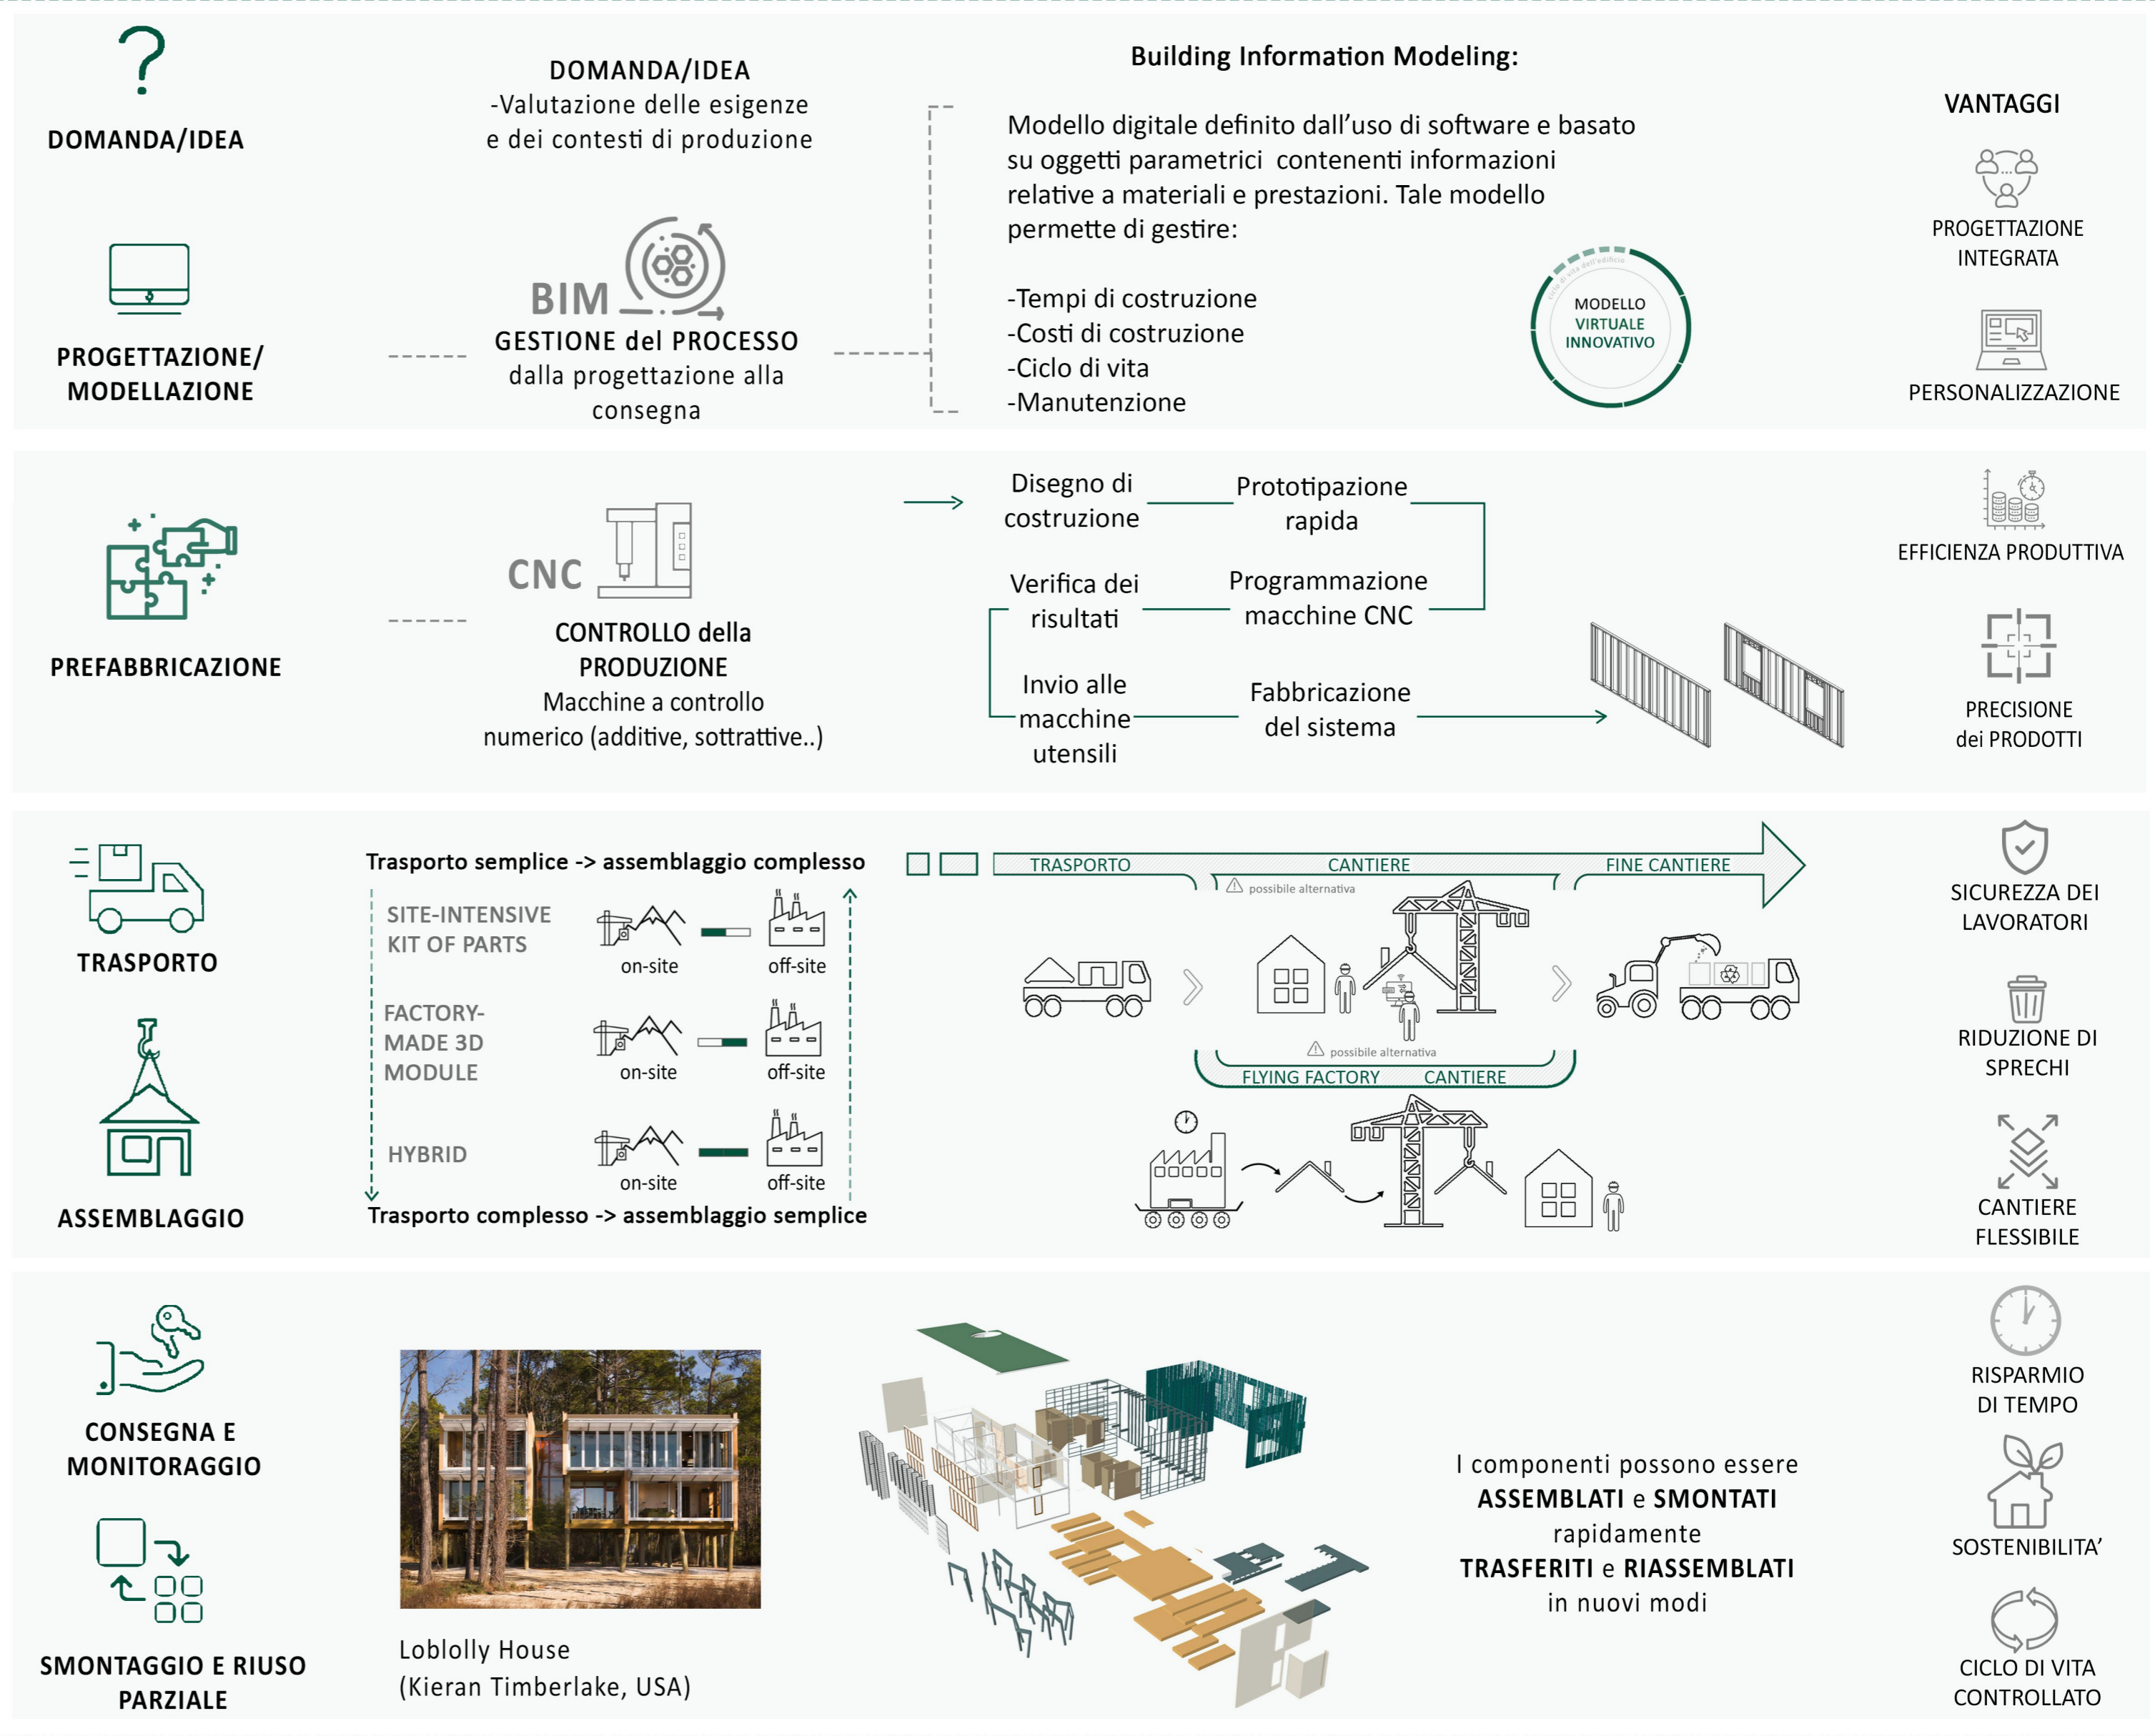 DOMANDA/IDEA
PROGETTAZIONE/
MODELLAZIONE
DOMANDA/IDEA
-Valutazione delle esigenze
e dei contesti di produzione
BIM
GESTIONE del PROCESSO
dalla progettazione alla
consegna
Building Information Modeling:
Modello digitale definito dall'uso di software e basato
su oggetti parametrici contenenti informazioni
relative a materiali e prestazioni. Tale modello
permette di gestire:
-Tempi di costruzione
-Costi di costruzione
-Ciclo di vita
-Manutenzione
ciclo di vita dell'edificio
MODELLO
VIRTUALE
INNOVATIVO
VANTAGGI
PROGETTAZIONE
INTEGRATA
PERSONALIZZAZIONE
PREFABBRICAZIONE
CNC
CONTROLLO della
PRODUZIONE
Macchine a controllo
numerico (additive, sottrattive..)
Disegno di
costruzione
Prototipazione
rapida
Verifica dei
risultati
Programmazione
macchine CNC
Invio alle
macchine
utensili
Fabbricazione
del sistema
EFFICIENZA PRODUTTIVA
PRECISIONE
dei PRODOTTI
TRASPORTO
ASSEMBLAGGIO
Trasporto semplice -> assemblaggio complesso
SITE-INTENSIVE
KIT OF PARTS
on-site
off-site
FACTORY-
MADE 3D
MODULE
on-site
off-site
HYBRID
on-site
off-site
Trasporto complesso -> assemblaggio semplice
TRASPORTO
CANTIERE
FINE CANTIERE
possibile alternativa
possibile alternativa
FLYING FACTORY
CANTIERE
SICUREZZA DEI
LAVORATORI
RIDUZIONE DI
SPRECHI
CANTIERE
FLESSIBILE
CONSEGNA E
MONITORAGGIO
SMONTAGGIO E RIUSO
PARZIALE
Loblolly House
(Kieran Timberlake, USA)
I componenti possono essere
ASSEMBLATI e SMONTATI
rapidamente
TRASFERITI e RIASSEMBLATI
in nuovi modi
RISPARMIO
DI TEMPO
SOSTENIBILITA'
CICLO DI VITA
CONTROLLATO